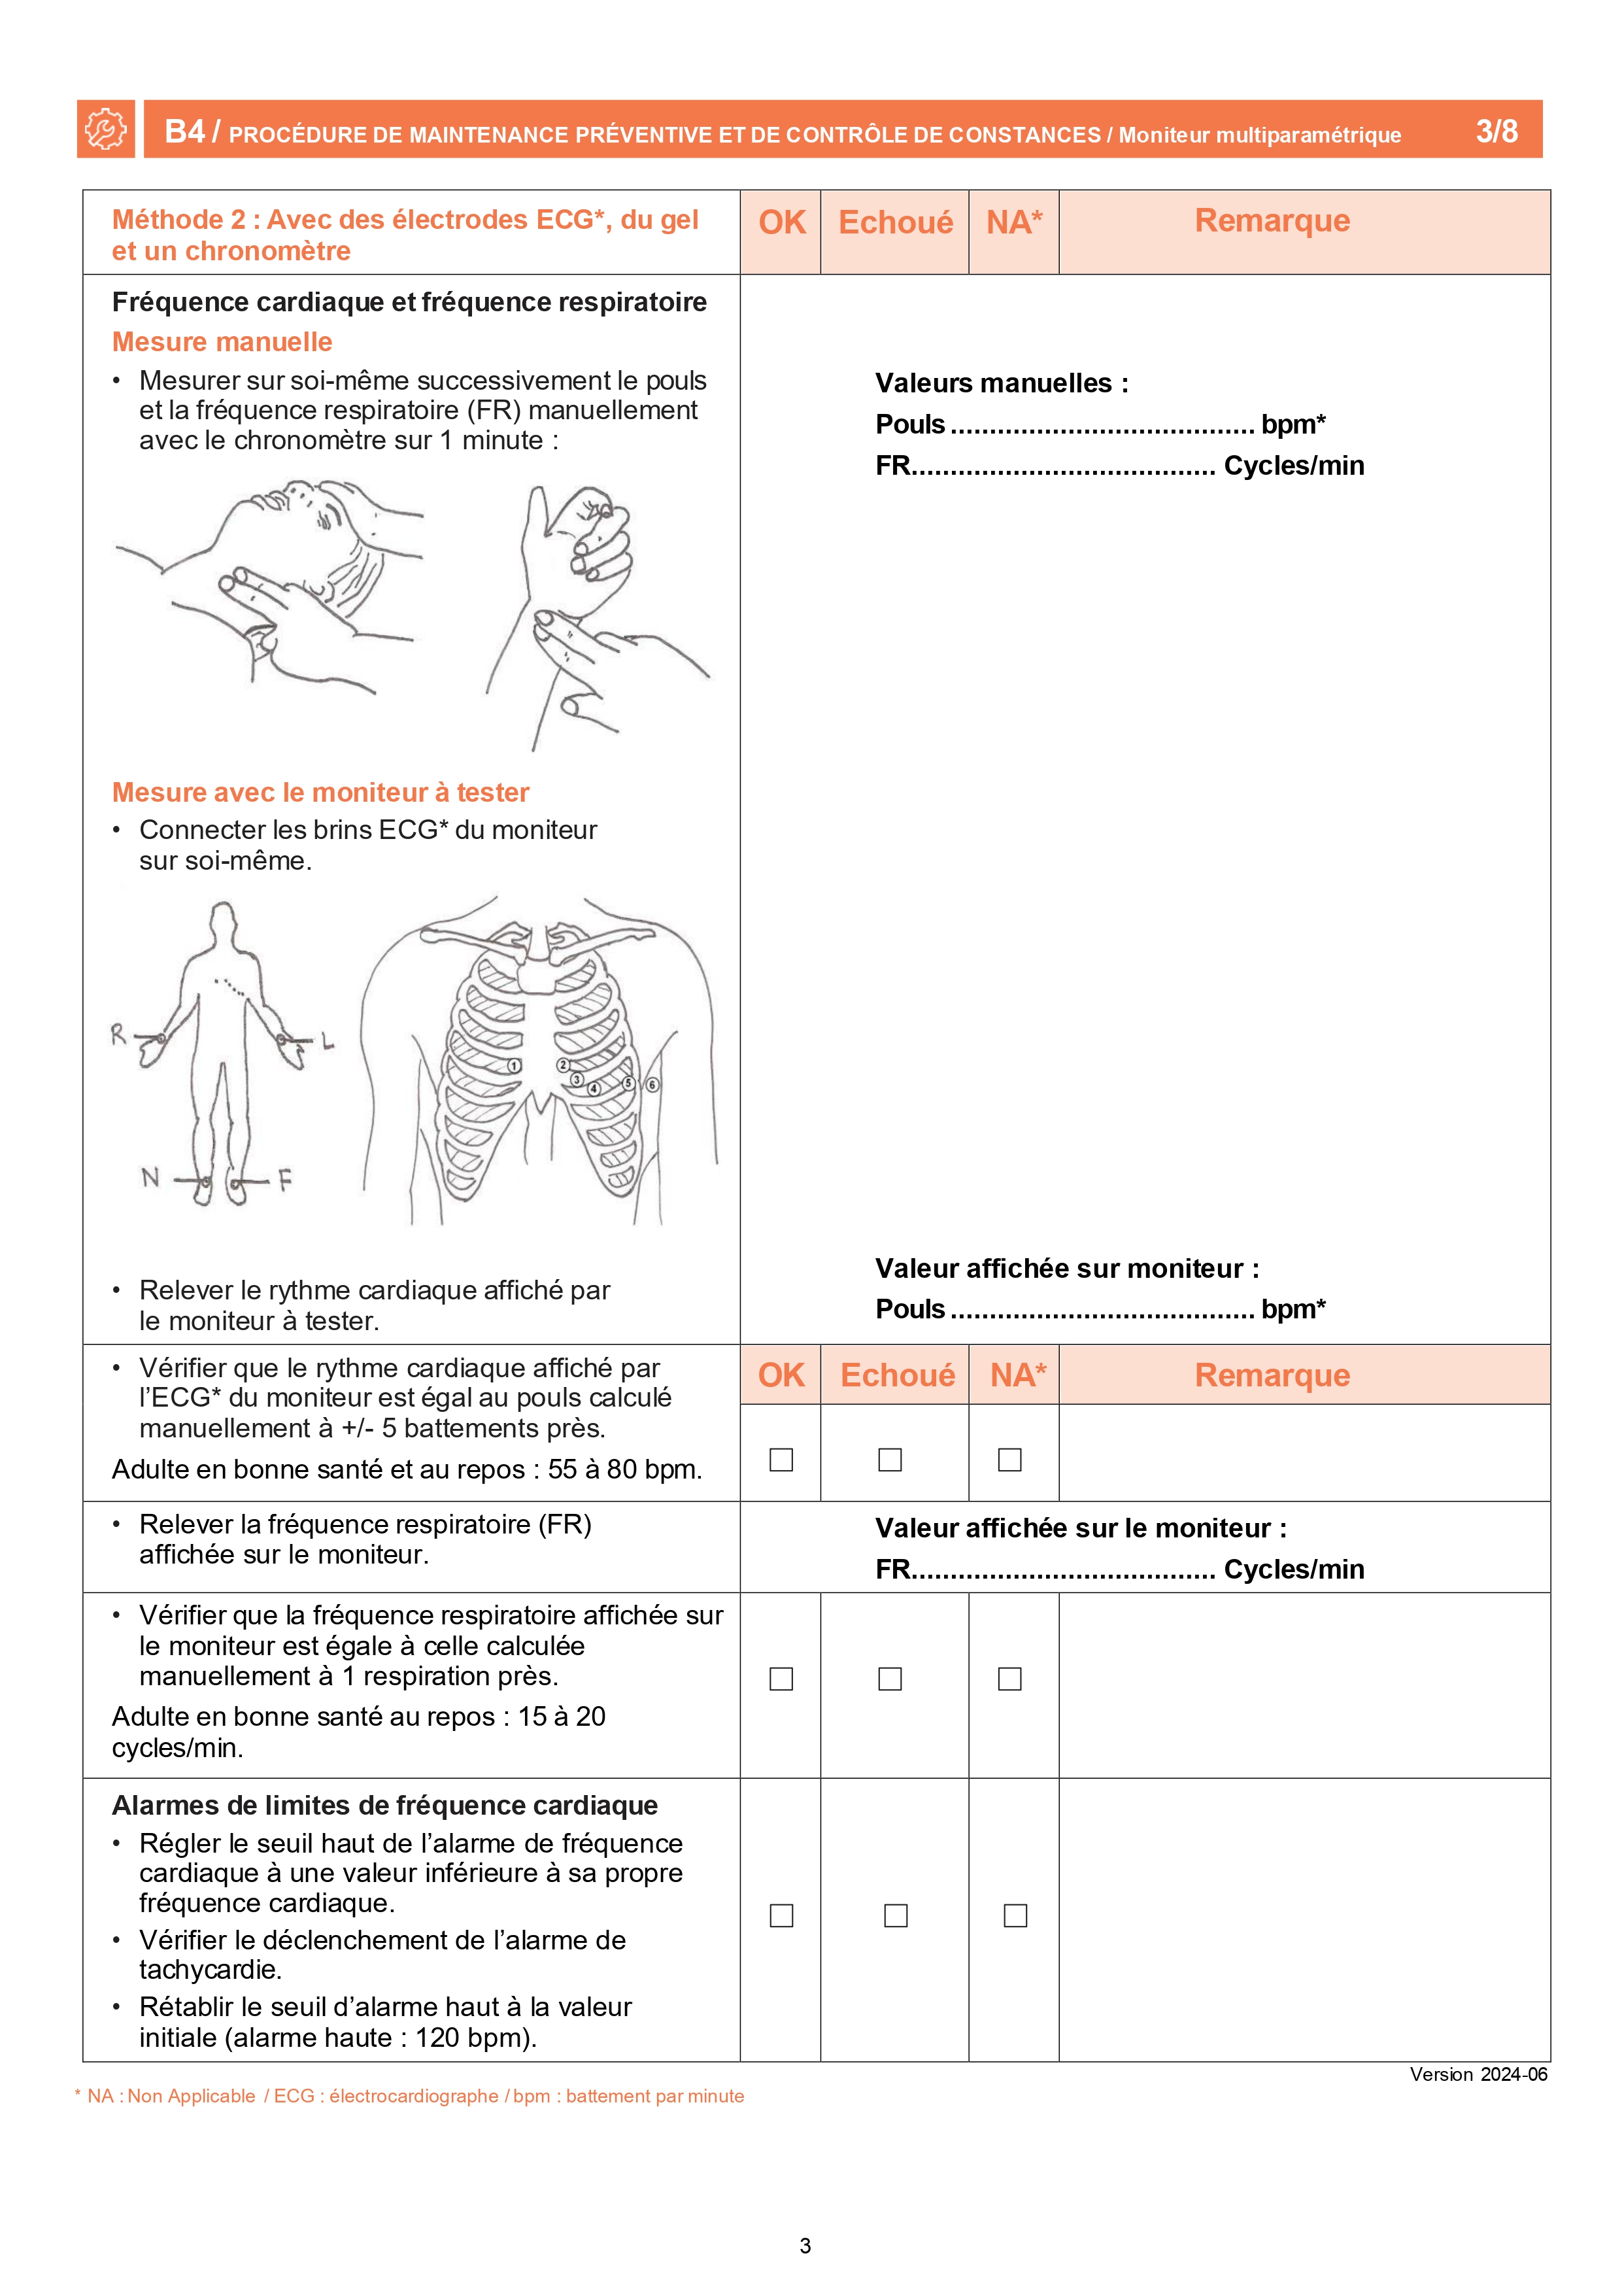 B4 / PROCÉDURE DE MAINTENANCE PRÉVENTIVE ET DE CONTRÔLE DE CONSTANCES / Moniteur multiparamétrique 3/8
Méthode 2 : Avec des électrodes ECG*, du gel
et un chronomètre
OK Echoué NA* Remarque
Fréquence cardiaque et fréquence respiratoire
Mesure manuelle
• Mesurer sur soi-même successivement le pouls
et la fréquence respiratoire (FR) manuellement
avec le chronomètre sur 1 minute :
Valeurs manuelles :
Pouls ....................................... bpm*
FR....................................... Cycles/min
Mesure avec le moniteur à tester
• Connecter les brins ECG* du moniteur
sur soi-même.
R L
N F
1 2 3 4 5 6
• Relever le rythme cardiaque affiché par
le moniteur à tester.
Valeur affichée sur moniteur :
Pouls ....................................... bpm*
• Vérifier que le rythme cardiaque affiché par
l’ECG* du moniteur est égal au pouls calculé
manuellement à +/- 5 battements près.
Adulte en bonne santé et au repos : 55 à 80 bpm.
OK Echoué NA* Remarque
☐ ☐ ☐
• Relever la fréquence respiratoire (FR)
affichée sur le moniteur.
Valeur affichée sur le moniteur :
FR....................................... Cycles/min
• Vérifier que la fréquence respiratoire affichée sur
le moniteur est égale à celle calculée
manuellement à 1 respiration près.
Adulte en bonne santé au repos : 15 à 20
cycles/min.
☐ ☐ ☐
Alarmes de limites de fréquence cardiaque
• Régler le seuil haut de l’alarme de fréquence
cardiaque à une valeur inférieure à sa propre
fréquence cardiaque.
• Vérifier le déclenchement de l’alarme de
tachycardie.
• Rétablir le seuil d’alarme haut à la valeur
initiale (alarme haute : 120 bpm).
☐ ☐ ☐
Version 2024-06
* NA : Non Applicable / ECG : électrocardiographe / bpm : battement par minute
3